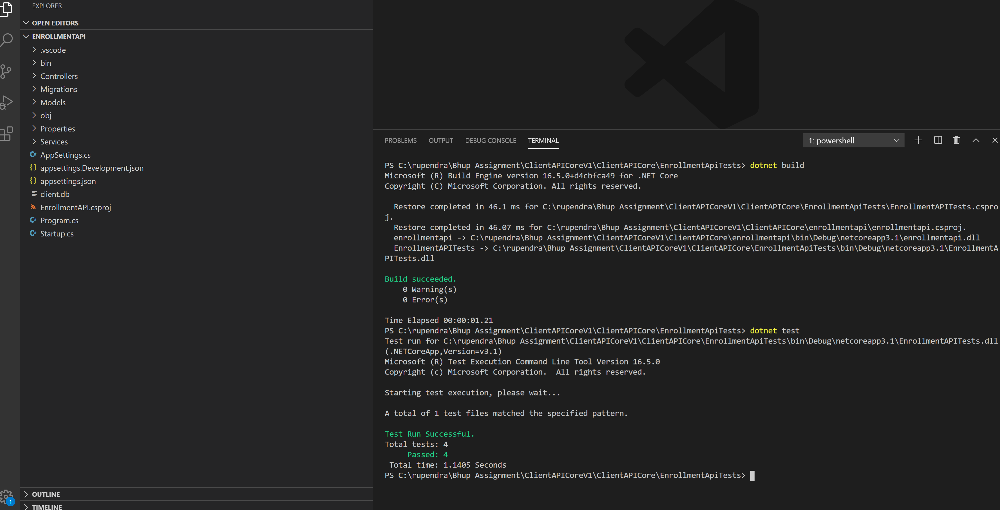 EXPLORER
OPEN EDITORS
ENROLLMENTAPI
.vscode
bin
Controllers
Migrations
Models
obj
Properties
Services
AppSettings.cs
appsettings.Development.json
appsettings.json
client.db
EnrollmentAPI.csproj
Program.cs
Startup.cs
OUTLINE
TIMELINE
1
PROBLEMS OUTPUT DEBUG CONSOLE TERMINAL 1: powershell
PS C:\rupendra\Bhup Assignment\ClientAPICoreV1\ClientAPICore\EnrollmentApiTests> dotnet build
Microsoft (R) Build Engine version 16.5.0+d4cbfca49 for .NET Core
Copyright (C) Microsoft Corporation. All rights reserved.
Restore completed in 46.1 ms for C:\rupendra\Bhup Assignment\ClientAPICoreV1\ClientAPICore\EnrollmentApiTests\EnrollmentAPITests.cspro
j.
Restore completed in 46.07 ms for C:\rupendra\Bhup Assignment\ClientAPICoreV1\ClientAPICore\enrollmentapi\enrollmentapi.csproj.
enrollmentapi -> C:\rupendra\Bhup Assignment\ClientAPICoreV1\ClientAPICore\enrollmentapi\bin\Debug\netcoreapp3.1\enrollmentapi.dll
EnrollmentAPITests -> C:\rupendra\Bhup Assignment\ClientAPICoreV1\ClientAPICore\EnrollmentApiTests\bin\Debug\netcoreapp3.1\EnrollmentA
PITests.dll
Build succeeded.
0 Warning(s)
0 Error(s)
Time Elapsed 00:00:01.21
PS C:\rupendra\Bhup Assignment\ClientAPICoreV1\ClientAPICore\EnrollmentApiTests> dotnet test
Test run for C:\rupendra\Bhup Assignment\ClientAPICoreV1\ClientAPICore\EnrollmentApiTests\bin\Debug\netcoreapp3.1\EnrollmentAPITests.dll
(.NETCoreApp,Version=v3.1)
Microsoft (R) Test Execution Command Line Tool Version 16.5.0
Copyright (c) Microsoft Corporation.  All rights reserved.
Starting test execution, please wait...
A total of 1 test files matched the specified pattern.
Test Run Successful.
Total tests: 4
Passed: 4
Total time: 1.1405 Seconds
PS C:\rupendra\Bhup Assignment\ClientAPICoreV1\ClientAPICore\EnrollmentApiTests>